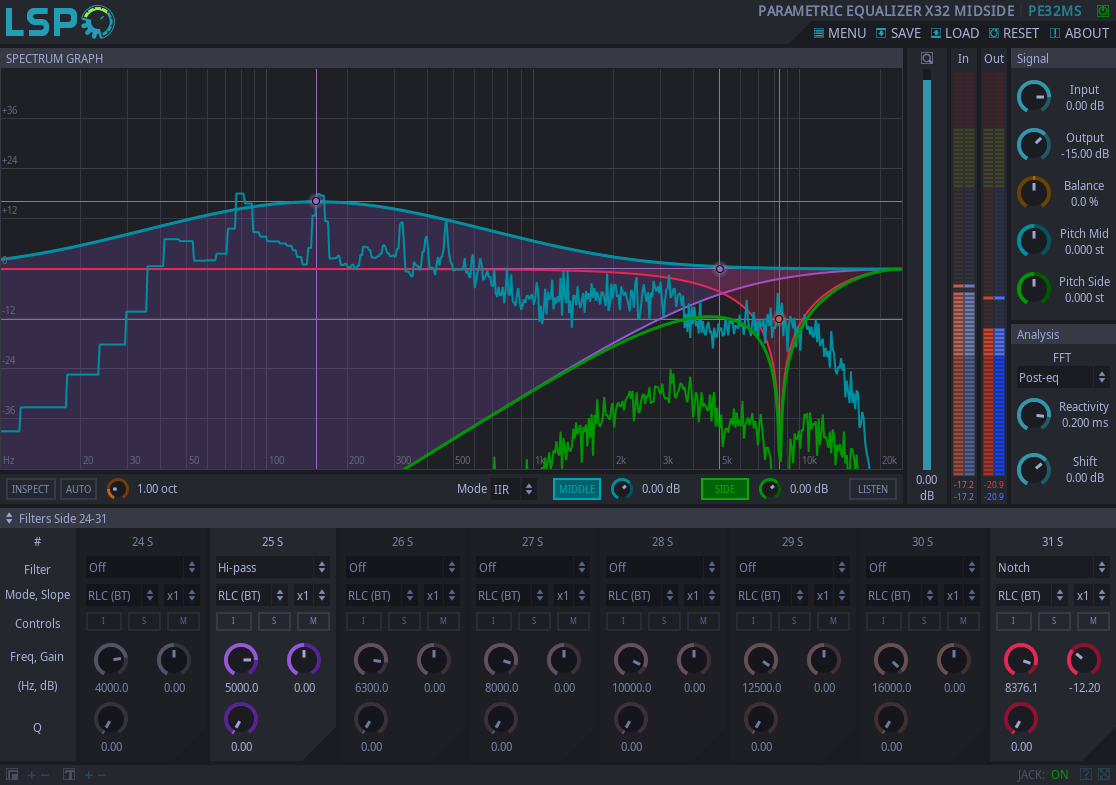 LSP
PARAMETRIC EQUALIZER X32 MIDSIDE PE32MS
MENU SAVE LOAD RESET ABOUT
SPECTRUM GRAPH In Out Signal
+36
+24
+12
0
-12
-24
-36
Hz 20 30 50 100 200 300 500 1k 2k 3k 5k 10k 20k
Input
0.00 dB
Output
-15.00 dB
Balance
0.0 %
Pitch Mid
0.000 st
Pitch Side
0.000 st
Analysis
FFT
Post-eq
Reactivity
0.200 ms
Shift
0.00 dB
0.00
dB
-17.2 -20.9
-17.2 -20.9
INSPECT AUTO 1.00 oct Mode IIR MIDDLE 0.00 dB SIDE 0.00 dB LISTEN
Filters Side 24-31
# 24 S 25 S 26 S 27 S 28 S 29 S 30 S 31 S
Filter Off Hi-pass Off Off Off Off Off Notch
Mode, Slope RLC (BT) x1 RLC (BT) x1 RLC (BT) x1 RLC (BT) x1 RLC (BT) x1 RLC (BT) x1 RLC (BT) x1 RLC (BT) x1
Controls I S M I S M I S M I S M I S M I S M I S M I S M
Freq, Gain
(Hz, dB) 4000.0 0.00 5000.0 0.00 6300.0 0.00 8000.0 0.00 10000.0 0.00 12500.0 0.00 16000.0 0.00 8376.1 -12.20
Q
0.00 0.00 0.00 0.00 0.00 0.00 0.00 0.00
T JACK: ON ?